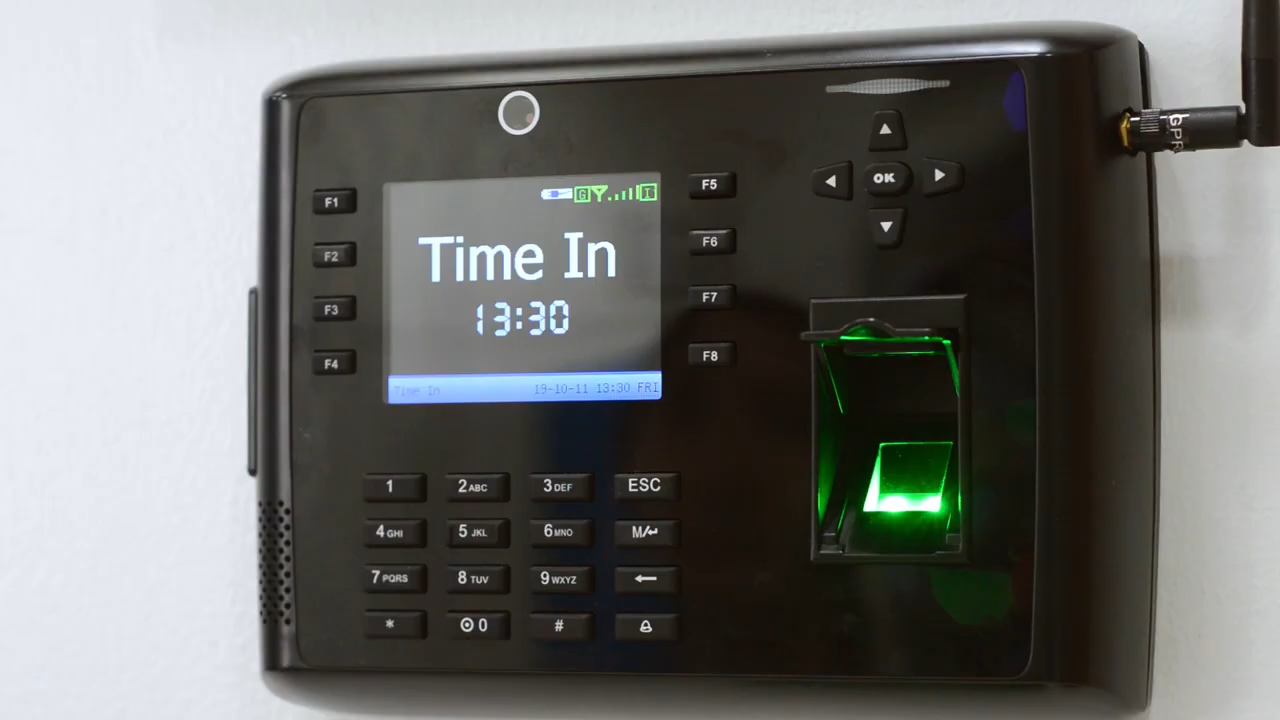 GPR
F1
F2
F3
F4
G I
Time In
13:30
Time In 19-10-11 13:30 FRI
F5
F6
F7
F8
OK
1 2 ABC 3 DEF ESC
4 GHI 5 JKL 6 MNO M/↵
7 PQRS 8 TUV 9 WXYZ ←
* 0 #